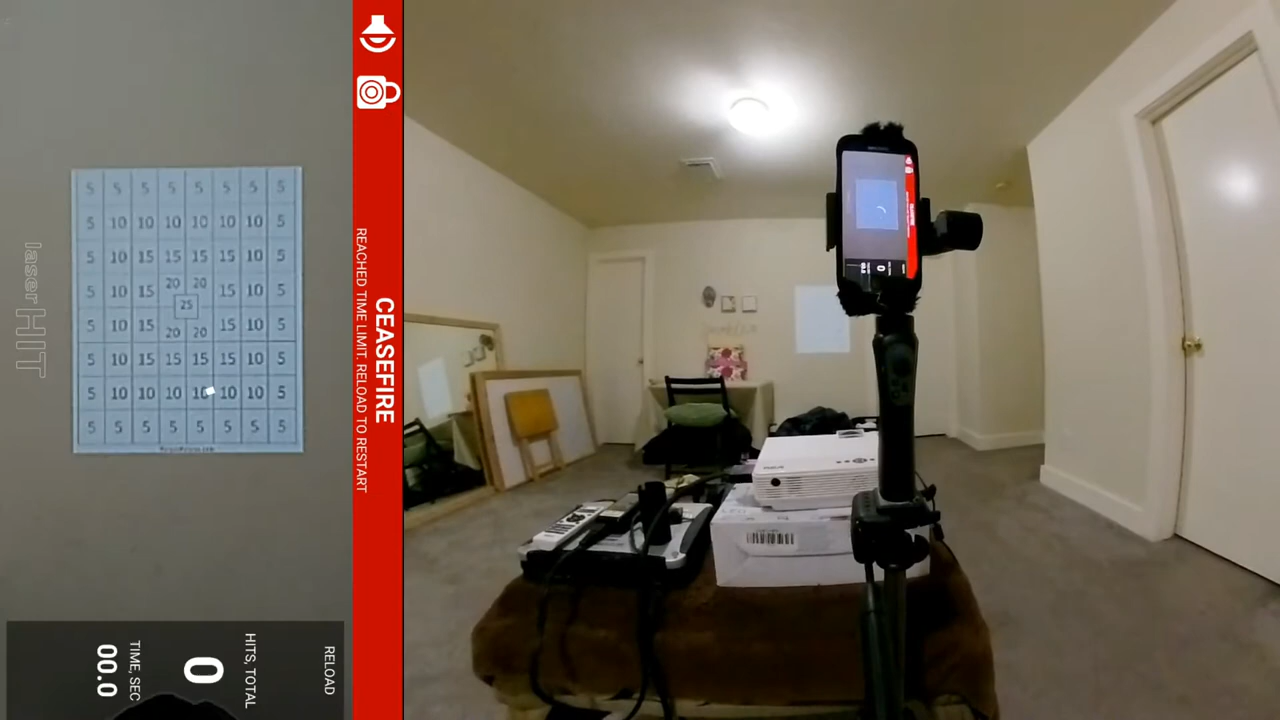 laserHIT
5 5 5 5 5 5 5 5
5 10 10 10 10 10 10 5
5 10 15 15 15 15 10 5
5 10 15 20 20 15 10 5
25
5 10 15 20 20 15 10 5
5 10 15 15 15 15 10 5
5 10 10 10 10 10 10 5
5 5 5 5 5 5 5 5
CEASEFIRE
REACHED TIME LIMIT. RELOAD TO RESTART
RELOAD
HITS, TOTAL
0
TIME, SEC
00.0